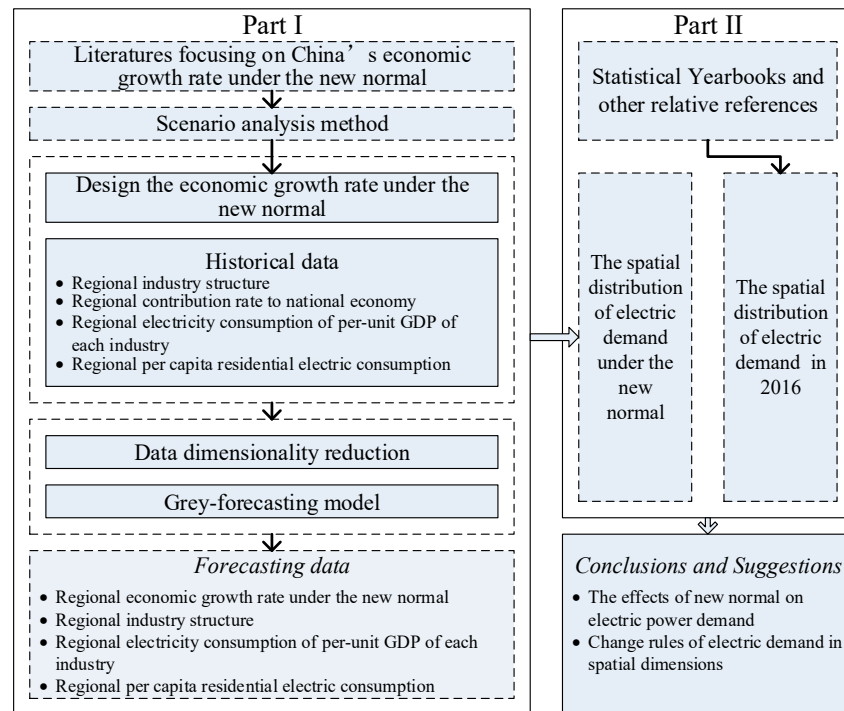 Part I
Literatures focusing on China’s economic
growth rate under the new normal
Scenario analysis method
Design the economic growth rate under the
new normal
Historical data
• Regional industry structure
• Regional contribution rate to national economy
• Regional electricity consumption of per-unit GDP of
each industry
• Regional per capita residential electric consumption
Data dimensionality reduction
Grey-forecasting model
Forecasting data
• Regional economic growth rate under the new normal
• Regional industry structure
• Regional electricity consumption of per-unit GDP of each
industry
• Regional per capita residential electric consumption
Part II
Statistical Yearbooks and
other relative references
The spatial
distribution
of electric
demand
under the
new
normal
The spatial
distribution
of electric
demand in
2016
Conclusions and Suggestions
• The effects of new normal on
electric power demand
• Change rules of electric demand in
spatial dimensions